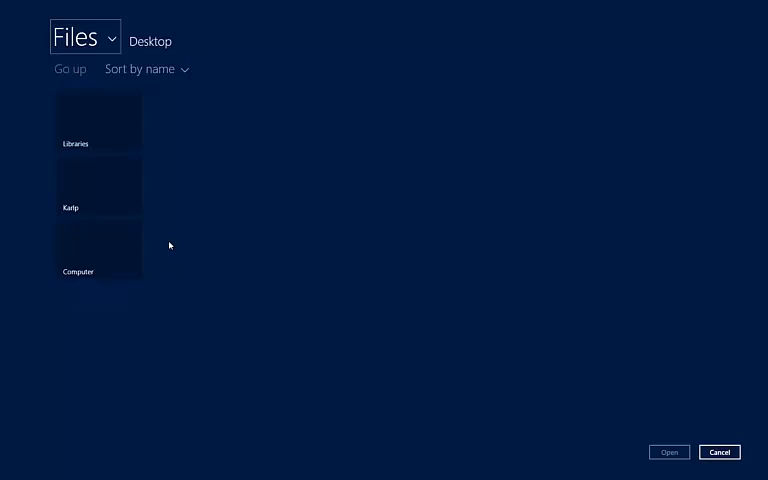 Files Desktop
Go up Sort by name
Libraries
Karlp
Computer
Open Cancel